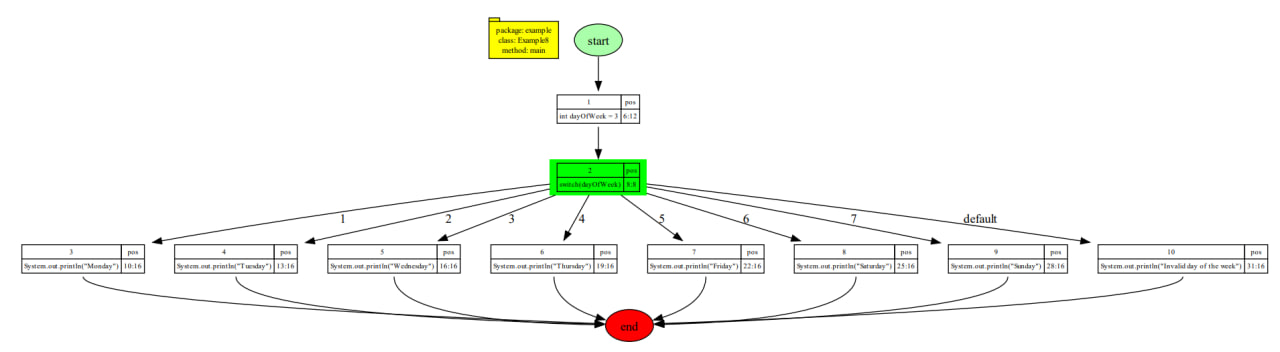 package: example
class: Example8
method: main
start
1 pos
int dayOfWeek = 3 6:12
2 pos
switch(dayOfWeek) 8:8
1 2 3 4 5 6 7 default
3 pos
System.out.println("Monday") 10:16
4 pos
System.out.println("Tuesday") 13:16
5 pos
System.out.println("Wednesday") 16:16
6 pos
System.out.println("Thursday") 19:16
7 pos
System.out.println("Friday") 22:16
8 pos
System.out.println("Saturday") 25:16
9 pos
System.out.println("Sunday") 28:16
10 pos
System.out.println("Invalid day of the week") 31:16
end